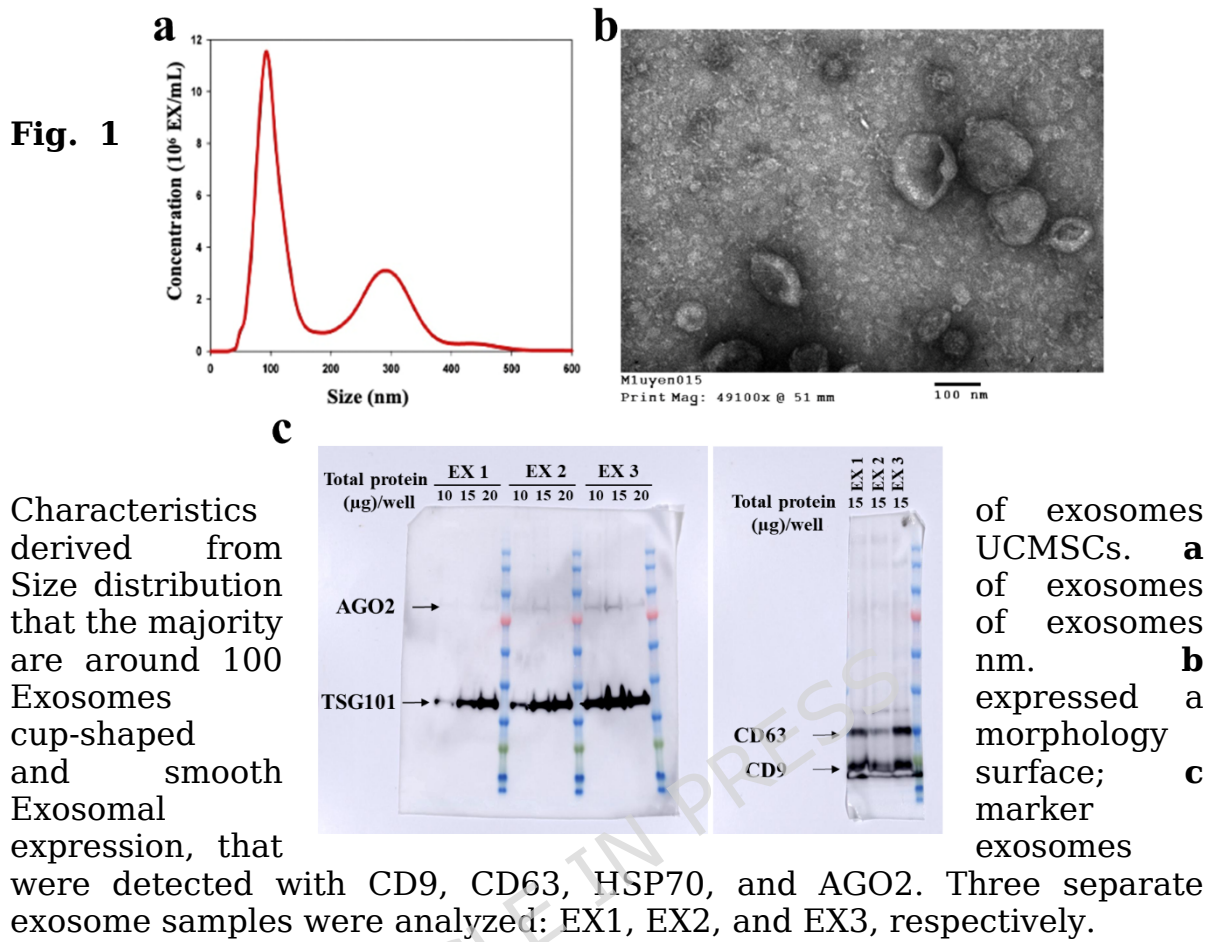 Fig. 1
a
12
10
8
6
4
2
0
Concentration (10⁶ EX/mL)
0 100 200 300 400 500 600
Size (nm)
b
M1uyen015
Print Mag: 49100x @ 51 mm
100 nm
c
Total protein
(µg)/well
EX 1 EX 2 EX 3
10 15 20 10 15 20 10 15 20
AGO2
TSG101
Total protein
(µg)/well
EX 1 EX 2 EX 3
15 15 15
CD63
CD9
Characteristics of exosomes
derived from UCMSCs. a
Size distribution of exosomes
that the majority of exosomes
are around 100 nm. b
Exosomes expressed a
cup-shaped morphology
and smooth surface; c
Exosomal marker
expression, that exosomes
were detected with CD9, CD63, HSP70, and AGO2. Three separate
exosome samples were analyzed: EX1, EX2, and EX3, respectively.
LE IN PRESS